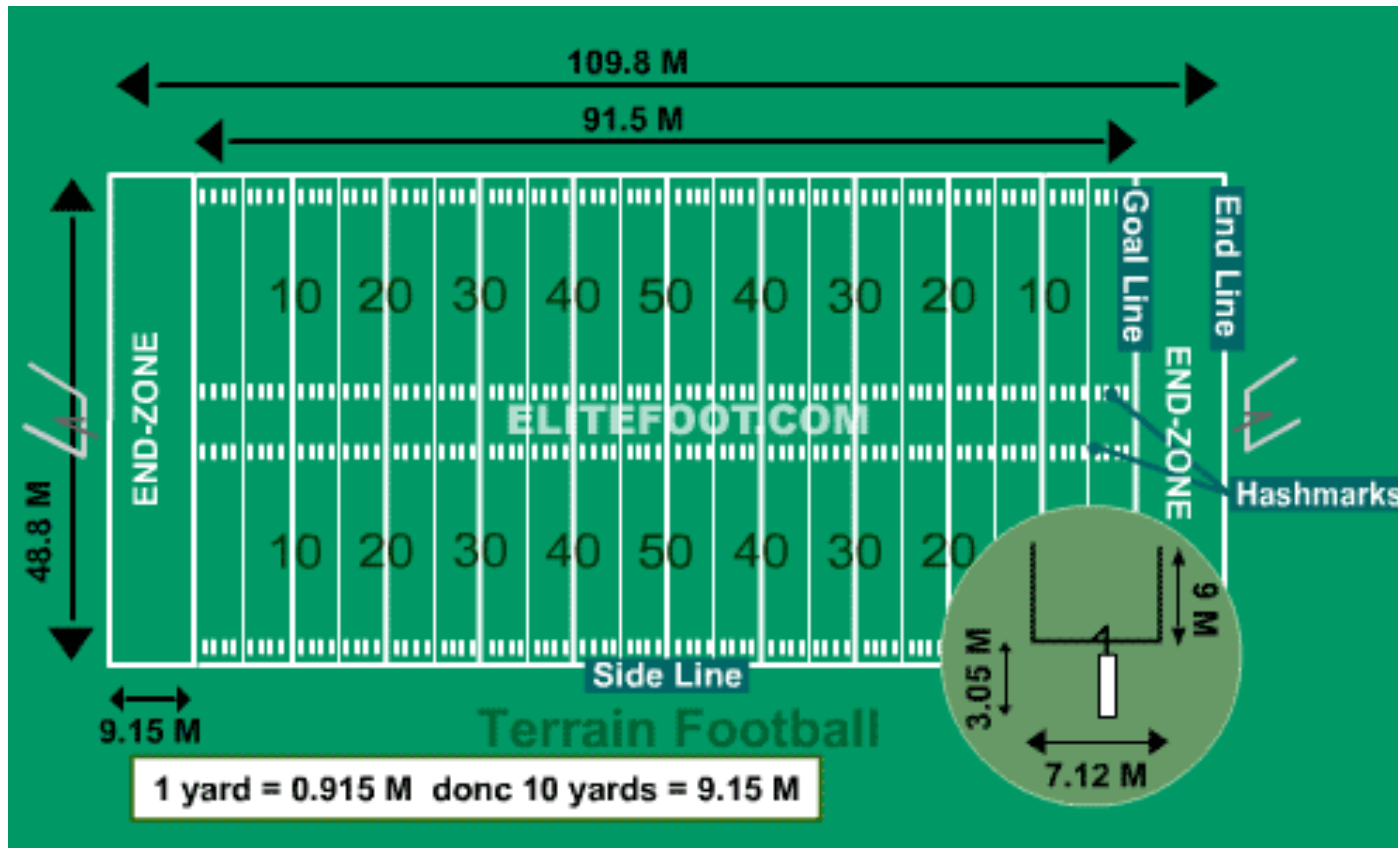 109.8 M
91.5 M
10 20 30 40 50 40 30 20 10
Goal Line
End Line
END-ZONE
END-ZONE
ELITEFOOT.COM
Hashmarks
48.8 M
10 20 30 40 50 40 30 20
9 M
3.05 M
7.12 M
Side Line
9.15 M
Terrain Football
1 yard = 0.915 M donc 10 yards = 9.15 M